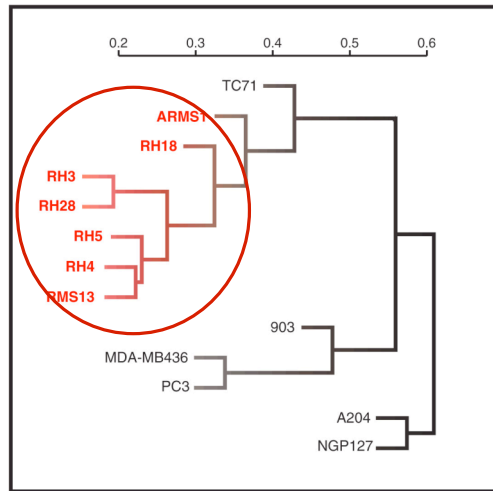 0.2 0.3 0.4 0.5 0.6
TC71
ARMS1
RH18
RH3
RH28
RH5
RH4
RMS13
903
MDA-MB436
PC3
A204
NGP127